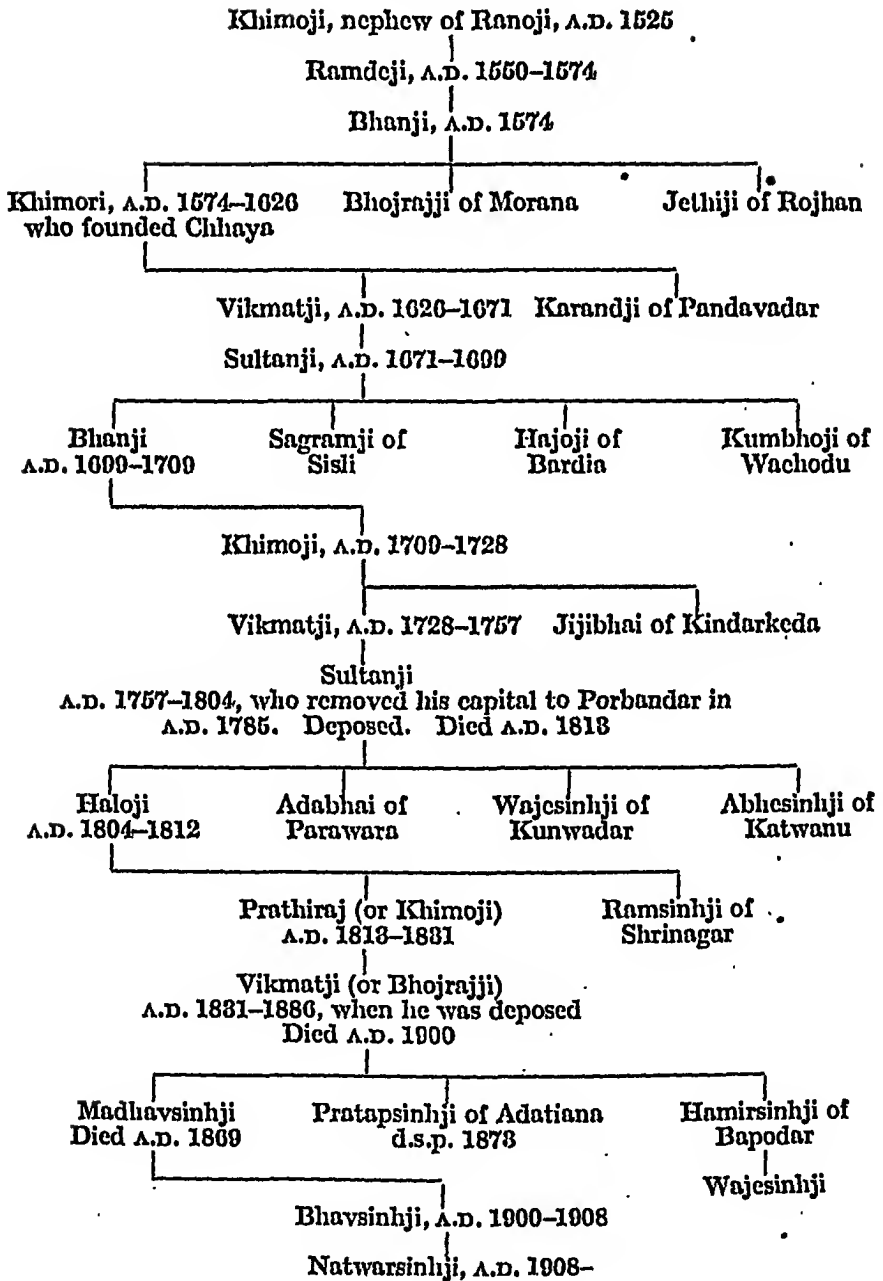 Khimoji, nephew of Ranoji, A.D. 1525
Ramdeji, A.D. 1550–1574
Bhanji, A.D. 1574
Khimori, A.D. 1574–1626 Bhojrajji of Morana Jethiji of Rojhan
who founded Chhaya
Vikmatji, A.D. 1626–1671 Karandji of Pandavadar
Sultanji, A.D. 1671–1699
Bhanji Sagramji of Hajoji of Kumbhoji of
A.D. 1699–1709 Sisli Bardia Wachodu
Khimoji, A.D. 1709–1728
Vikmatji, A.D. 1728–1757 Jijibhai of Kindarkeda
Sultanji
A.D. 1757–1804, who removed his capital to Porbandar in
A.D. 1785. Deposed. Died A.D. 1813
Haloji Adabhai of Wajesinhji of Abhesinhji of
A.D. 1804–1812 Parawara Kunwadar Katwanu
Prathiraj (or Khimoji) Ramsinhji of
A.D. 1813–1831 Shrinagar
Vikmatji (or Bhojrajji)
A.D. 1831–1886, when he was deposed
Died A.D. 1900
Madhavsinhji Pratapsinhji of Adatiana Hamirsinhji of
Died A.D. 1869 d.s.p. 1873 Bapodar
Wajesinhji
Bhavsinhji, A.D. 1900–1908
Natwarsinhji, A.D. 1908–